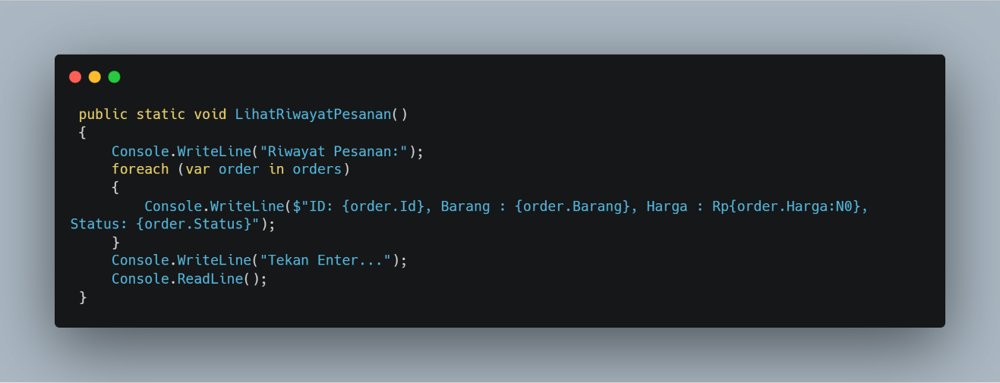 public static void LihatRiwayatPesanan()
{
    Console.WriteLine("Riwayat Pesanan:");
    foreach (var order in orders)
    {
        Console.WriteLine($"ID: {order.Id}, Barang : {order.Barang}, Harga : Rp{order.Harga:N0},
Status: {order.Status}");
    }
    Console.WriteLine("Tekan Enter...");
    Console.ReadLine();
}